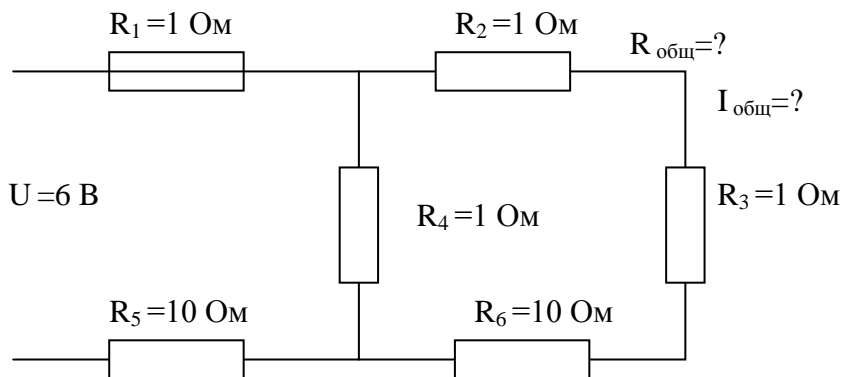 R₁ =1 Ом
R₂ =1 Ом
R общ=?
I общ=?
U =6 В
R₄ =1 Ом
R₃ =1 Ом
R₅ =10 Ом
R₆ =10 Ом